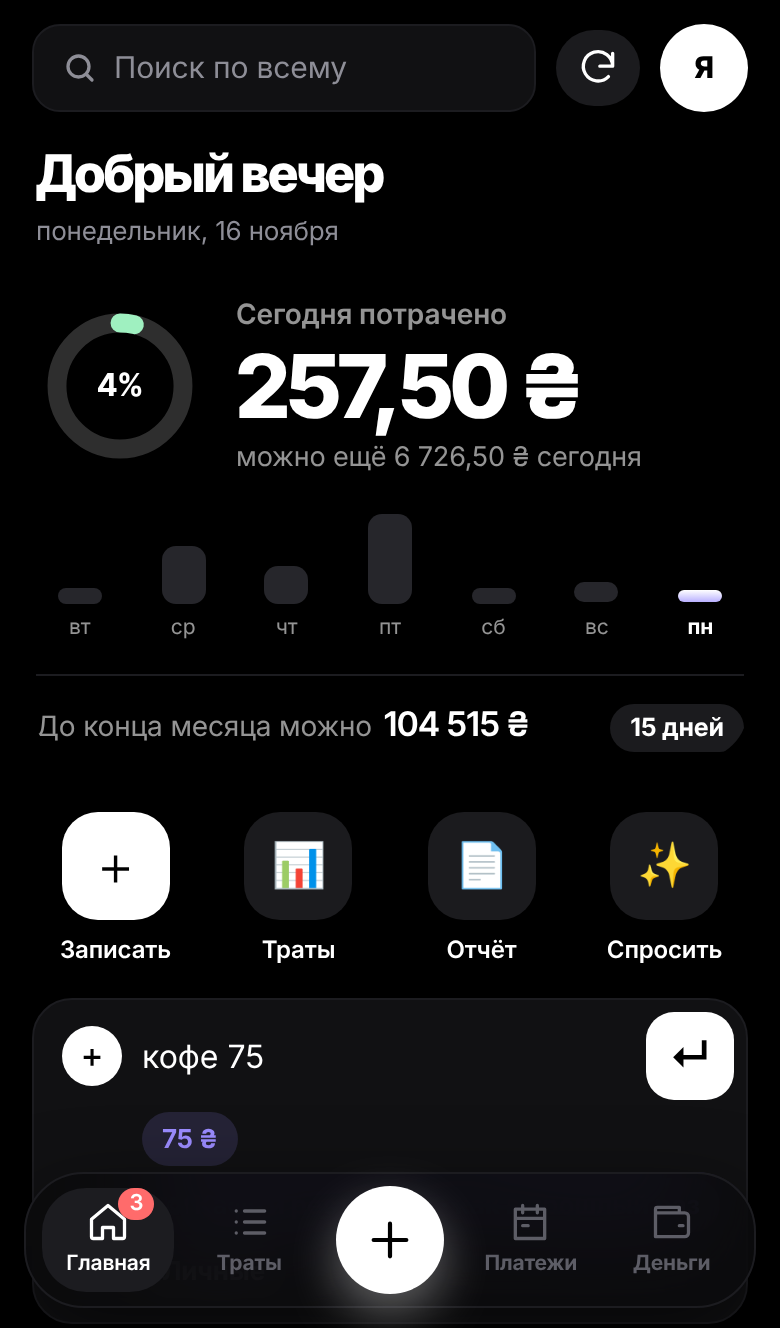 Поиск по всему
Я
Добрый вечер
понедельник, 16 ноября
Сегодня потрачено
4%
257,50 ₴
можно ещё 6 726,50 ₴ сегодня
вт ср чт пт сб вс пн
До конца месяца можно 104 515 ₴ 15 дней
Записать Траты Отчёт Спросить
+ кофе 75
75 ₴
3
Главная Траты Платежи Деньги